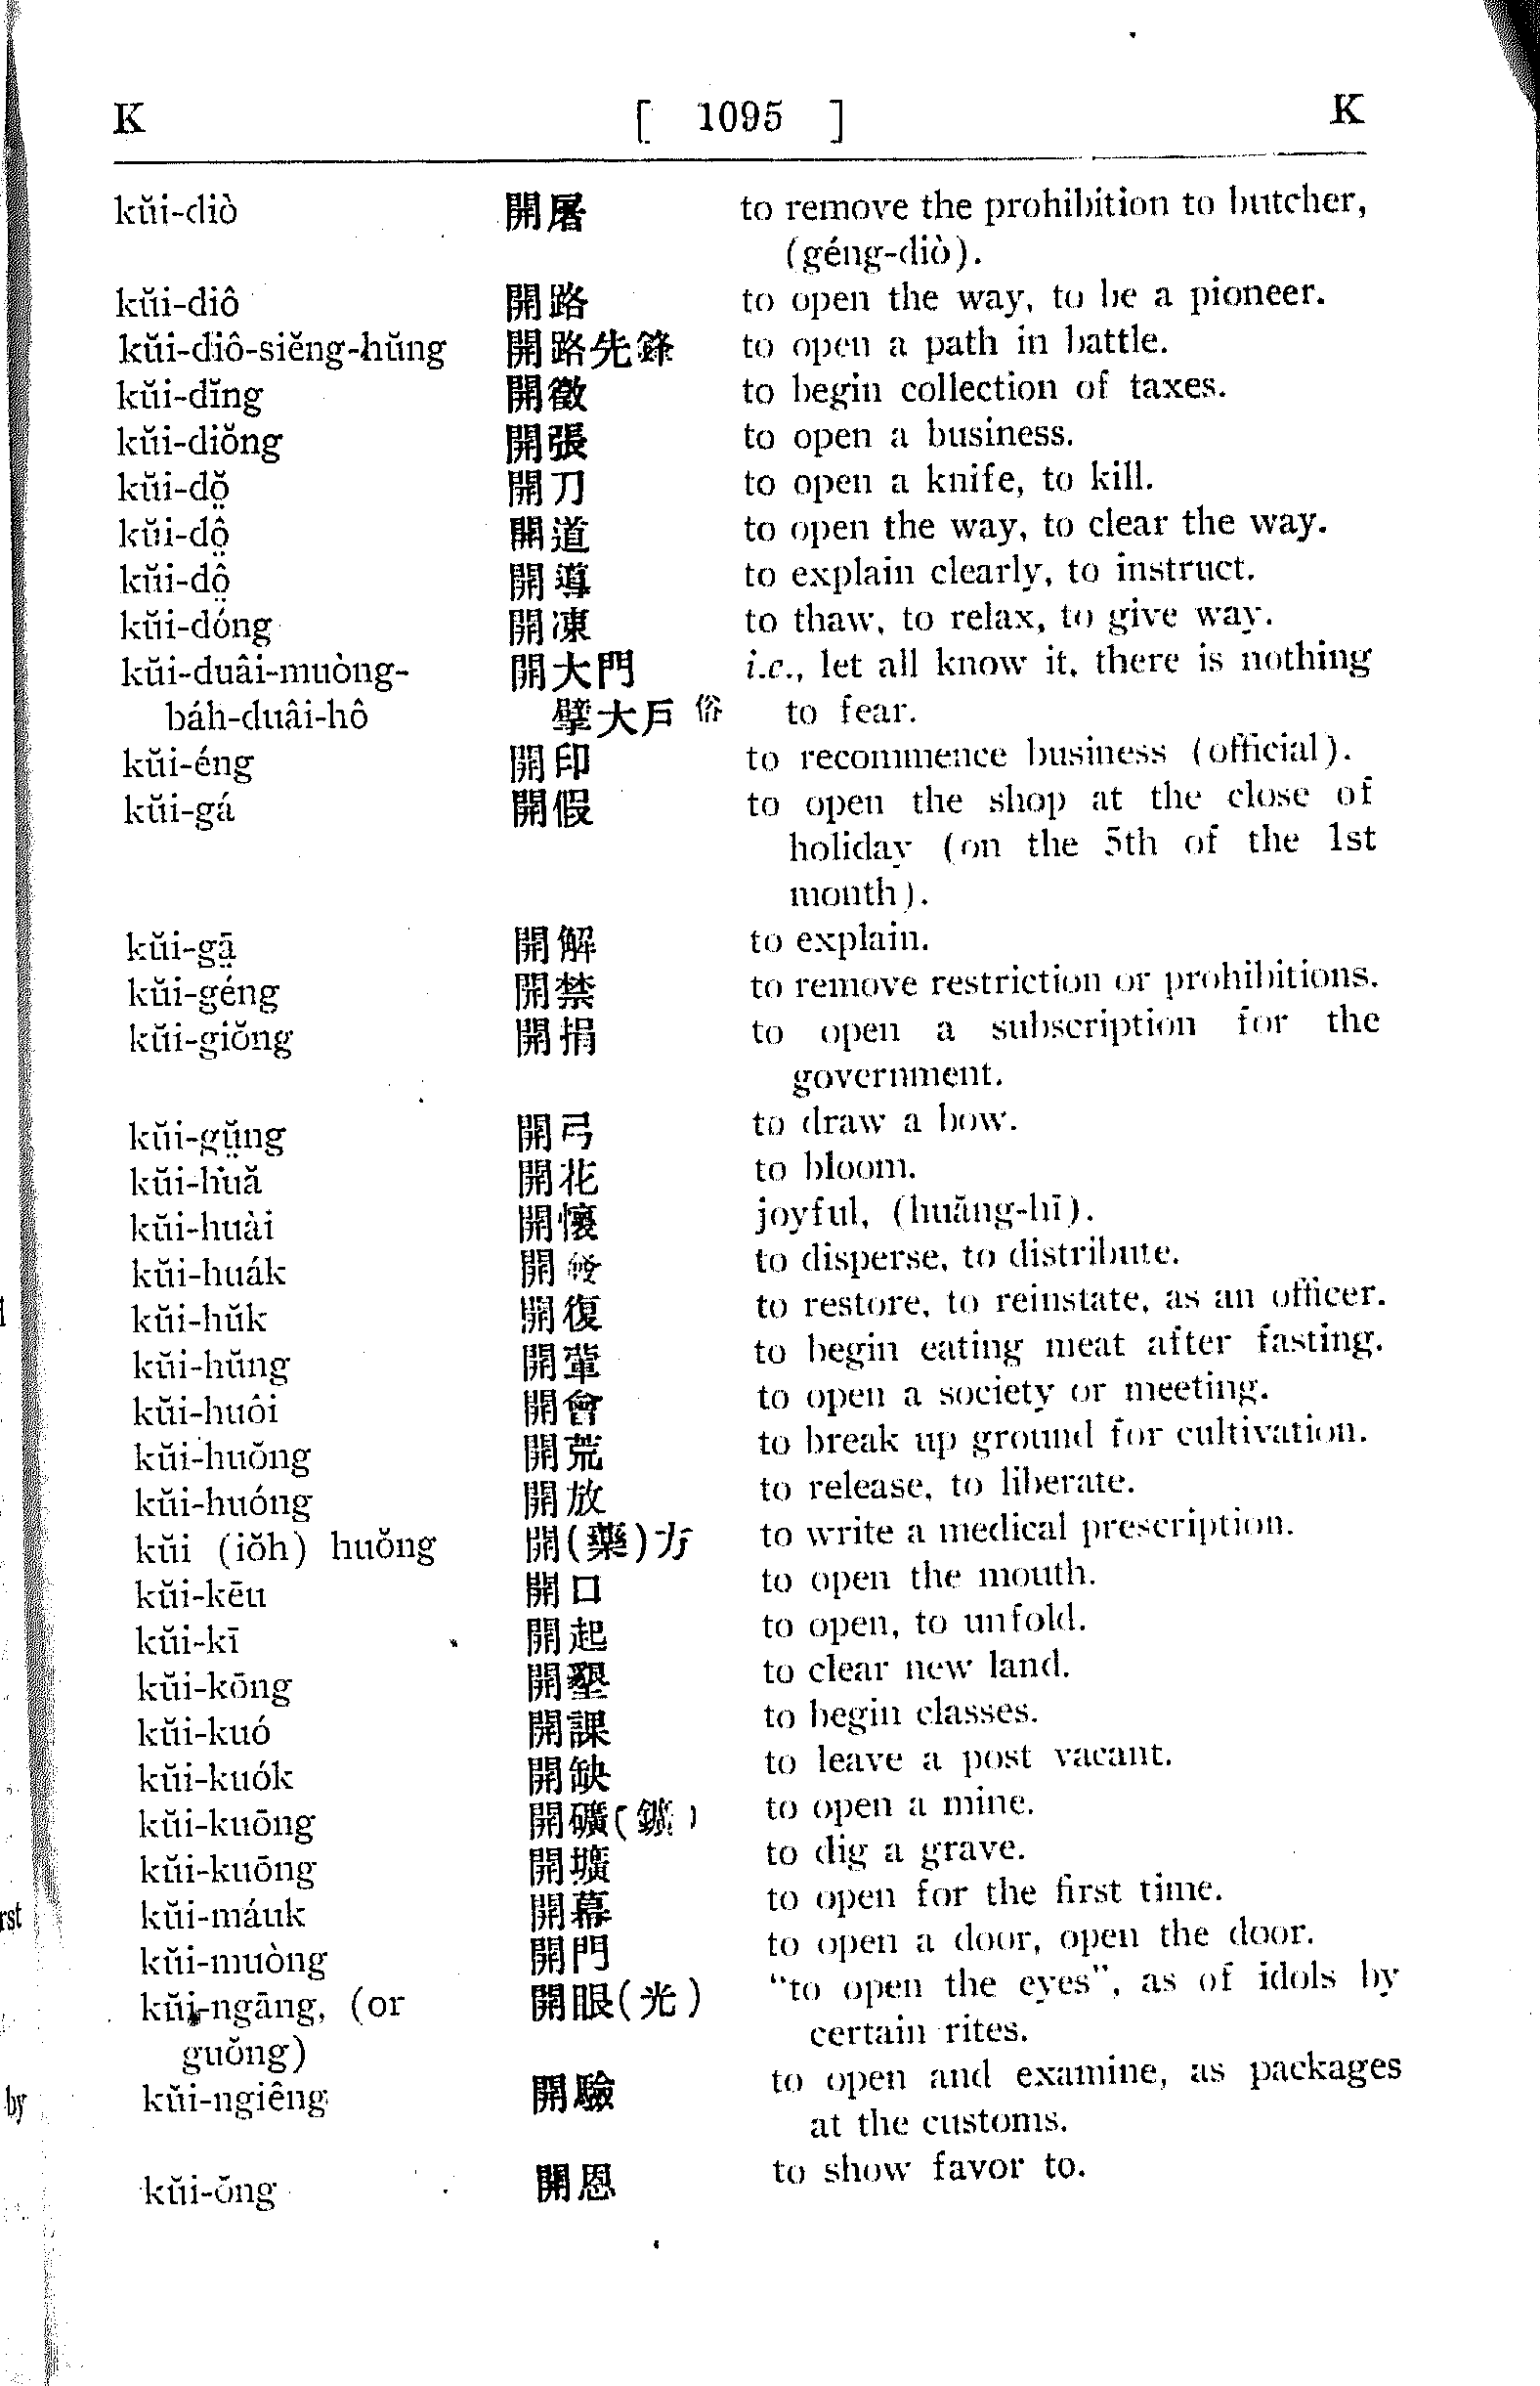 K [ 1095 ] K
kŭi-diò 開屠 to remove the prohibition to butcher,
(géng-diò).
kŭi-diô 開路 to open the way, to be a pioneer.
kŭi-diô-siĕng-hŭng 開路先鋒 to open a path in battle.
kŭi-dĭng 開徵 to begin collection of taxes.
kŭi-diŏng 開張 to open a business.
kŭi-dŏ̤ 開刀 to open a knife, to kill.
kŭi-dô̤ 開道 to open the way, to clear the way.
kŭi-dô̤ 開導 to explain clearly, to instruct.
kŭi-dóng 開凍 to thaw, to relax, to give way.
kŭi-duâi-muòng- 開大門 i.e., let all know it, there is nothing
báh-duâi-hô 擘大戶 俗 to fear.
kŭi-éng 開印 to recommence business (official).
kŭi-gá 開假 to open the shop at the close of
holiday (on the 5th of the 1st
month).
kŭi-gā̤ 開解 to explain.
kŭi-géng 開禁 to remove restriction or prohibitions.
kŭi-giŏng 開捐 to open a subscription for the
government.
kŭi-gṳ̆ng 開弓 to draw a bow.
kŭi-huă 開花 to bloom.
kŭi-huài 開懷 joyful, (huăng-hī).
kŭi-huák 開發 to disperse, to distribute.
kŭi-hŭk 開復 to restore, to reinstate, as an officer.
kŭi-hŭng 開葷 to begin eating meat after fasting.
kŭi-huôi 開會 to open a society or meeting.
kŭi-huŏng 開荒 to break up ground for cultivation.
kŭi-huóng 開放 to release, to liberate.
kŭi (iŏh) huŏng 開(藥)方 to write a medical prescription.
kŭi-kēu 開口 to open the mouth.
kŭi-kī 開起 to open, to unfold.
kŭi-kōng 開墾 to clear new land.
kŭi-kuó 開課 to begin classes.
kŭi-kuók 開缺 to leave a post vacant.
kŭi-kuōng 開礦(鑛) to open a mine.
kŭi-kuōng 開壙 to dig a grave.
kŭi-máuk 開幕 to open for the first time.
kŭi-muòng 開門 to open a door, open the door.
kŭi-ngāng, (or 開眼(光) "to open the eyes", as of idols by
guŏng) certain rites.
kŭi-ngiêng 開驗 to open and examine, as packages
at the customs.
kŭi-ŏng 開恩 to show favor to.
rst
by